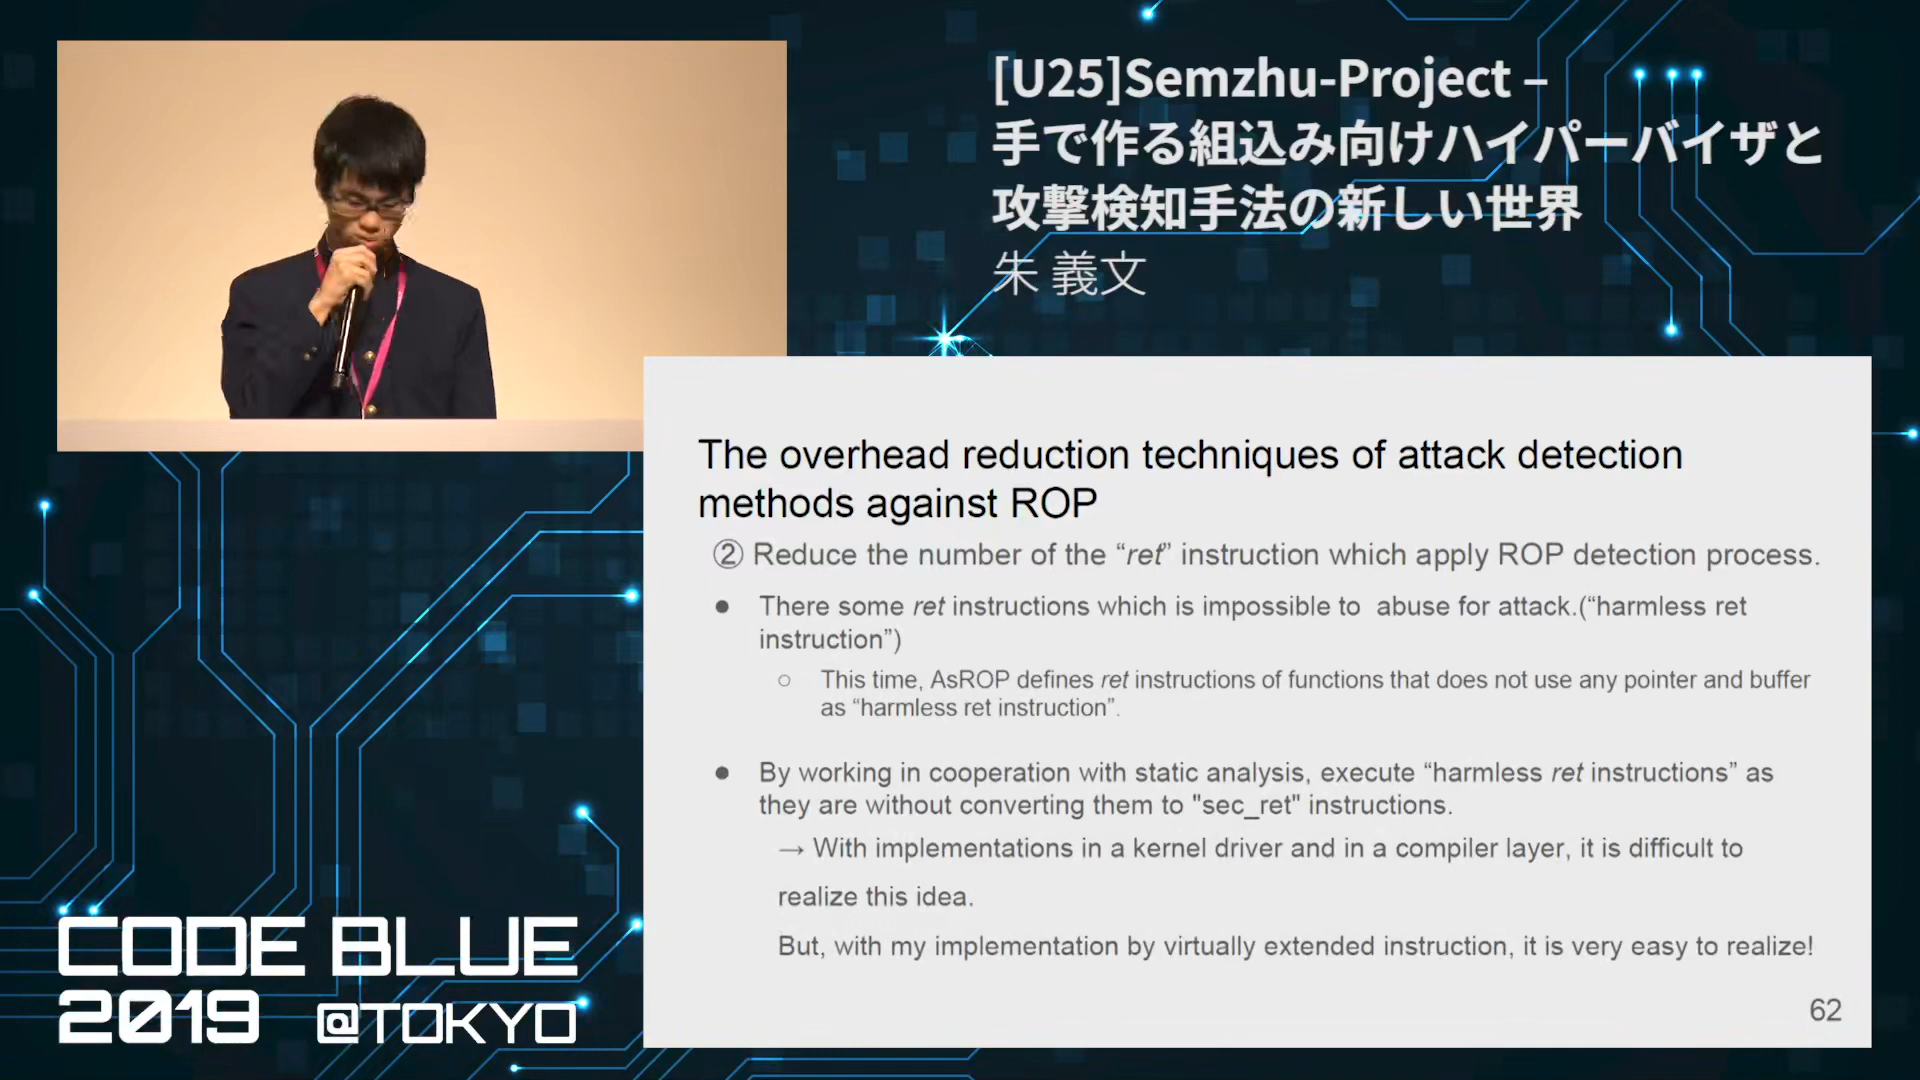 [U25]Semzhu-Project –
手で作る組込み向けハイパーバイザと
攻撃検知手法の新しい世界
朱 義文
The overhead reduction techniques of attack detection
methods against ROP
② Reduce the number of the “ret” instruction which apply ROP detection process.
● There some ret instructions which is impossible to abuse for attack.(“harmless ret
instruction”)
○ This time, AsROP defines ret instructions of functions that does not use any pointer and buffer
as “harmless ret instruction”.
● By working in cooperation with static analysis, execute “harmless ret instructions” as
they are without converting them to "sec_ret" instructions.
→ With implementations in a kernel driver and in a compiler layer, it is difficult to
realize this idea.
But, with my implementation by virtually extended instruction, it is very easy to realize!
62
CODE BLUE
2019 @TOKYO